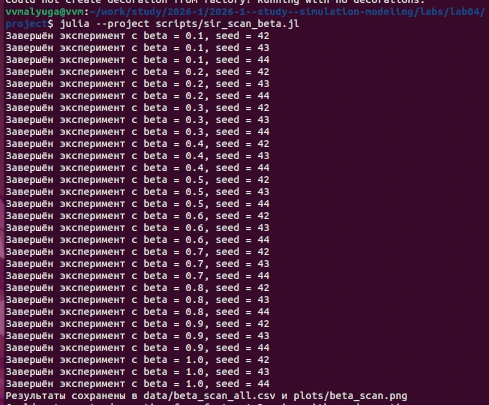 could not create decoration from factory! Running with no decorations.
vvmalyuga@vvm:~/work/study/2026-1/2026-1--study--simulation-modeling/labs/lab04/
project$ julia --project scripts/sir_scan_beta.jl
Завершён эксперимент с beta = 0.1, seed = 42
Завершён эксперимент с beta = 0.1, seed = 43
Завершён эксперимент с beta = 0.1, seed = 44
Завершён эксперимент с beta = 0.2, seed = 42
Завершён эксперимент с beta = 0.2, seed = 43
Завершён эксперимент с beta = 0.2, seed = 44
Завершён эксперимент с beta = 0.3, seed = 42
Завершён эксперимент с beta = 0.3, seed = 43
Завершён эксперимент с beta = 0.3, seed = 44
Завершён эксперимент с beta = 0.4, seed = 42
Завершён эксперимент с beta = 0.4, seed = 43
Завершён эксперимент с beta = 0.4, seed = 44
Завершён эксперимент с beta = 0.5, seed = 42
Завершён эксперимент с beta = 0.5, seed = 43
Завершён эксперимент с beta = 0.5, seed = 44
Завершён эксперимент с beta = 0.6, seed = 42
Завершён эксперимент с beta = 0.6, seed = 43
Завершён эксперимент с beta = 0.6, seed = 44
Завершён эксперимент с beta = 0.7, seed = 42
Завершён эксперимент с beta = 0.7, seed = 43
Завершён эксперимент с beta = 0.7, seed = 44
Завершён эксперимент с beta = 0.8, seed = 42
Завершён эксперимент с beta = 0.8, seed = 43
Завершён эксперимент с beta = 0.8, seed = 44
Завершён эксперимент с beta = 0.9, seed = 42
Завершён эксперимент с beta = 0.9, seed = 43
Завершён эксперимент с beta = 0.9, seed = 44
Завершён эксперимент с beta = 1.0, seed = 42
Завершён эксперимент с beta = 1.0, seed = 43
Завершён эксперимент с beta = 1.0, seed = 44
Результаты сохранены в data/beta_scan_all.csv и plots/beta_scan.png